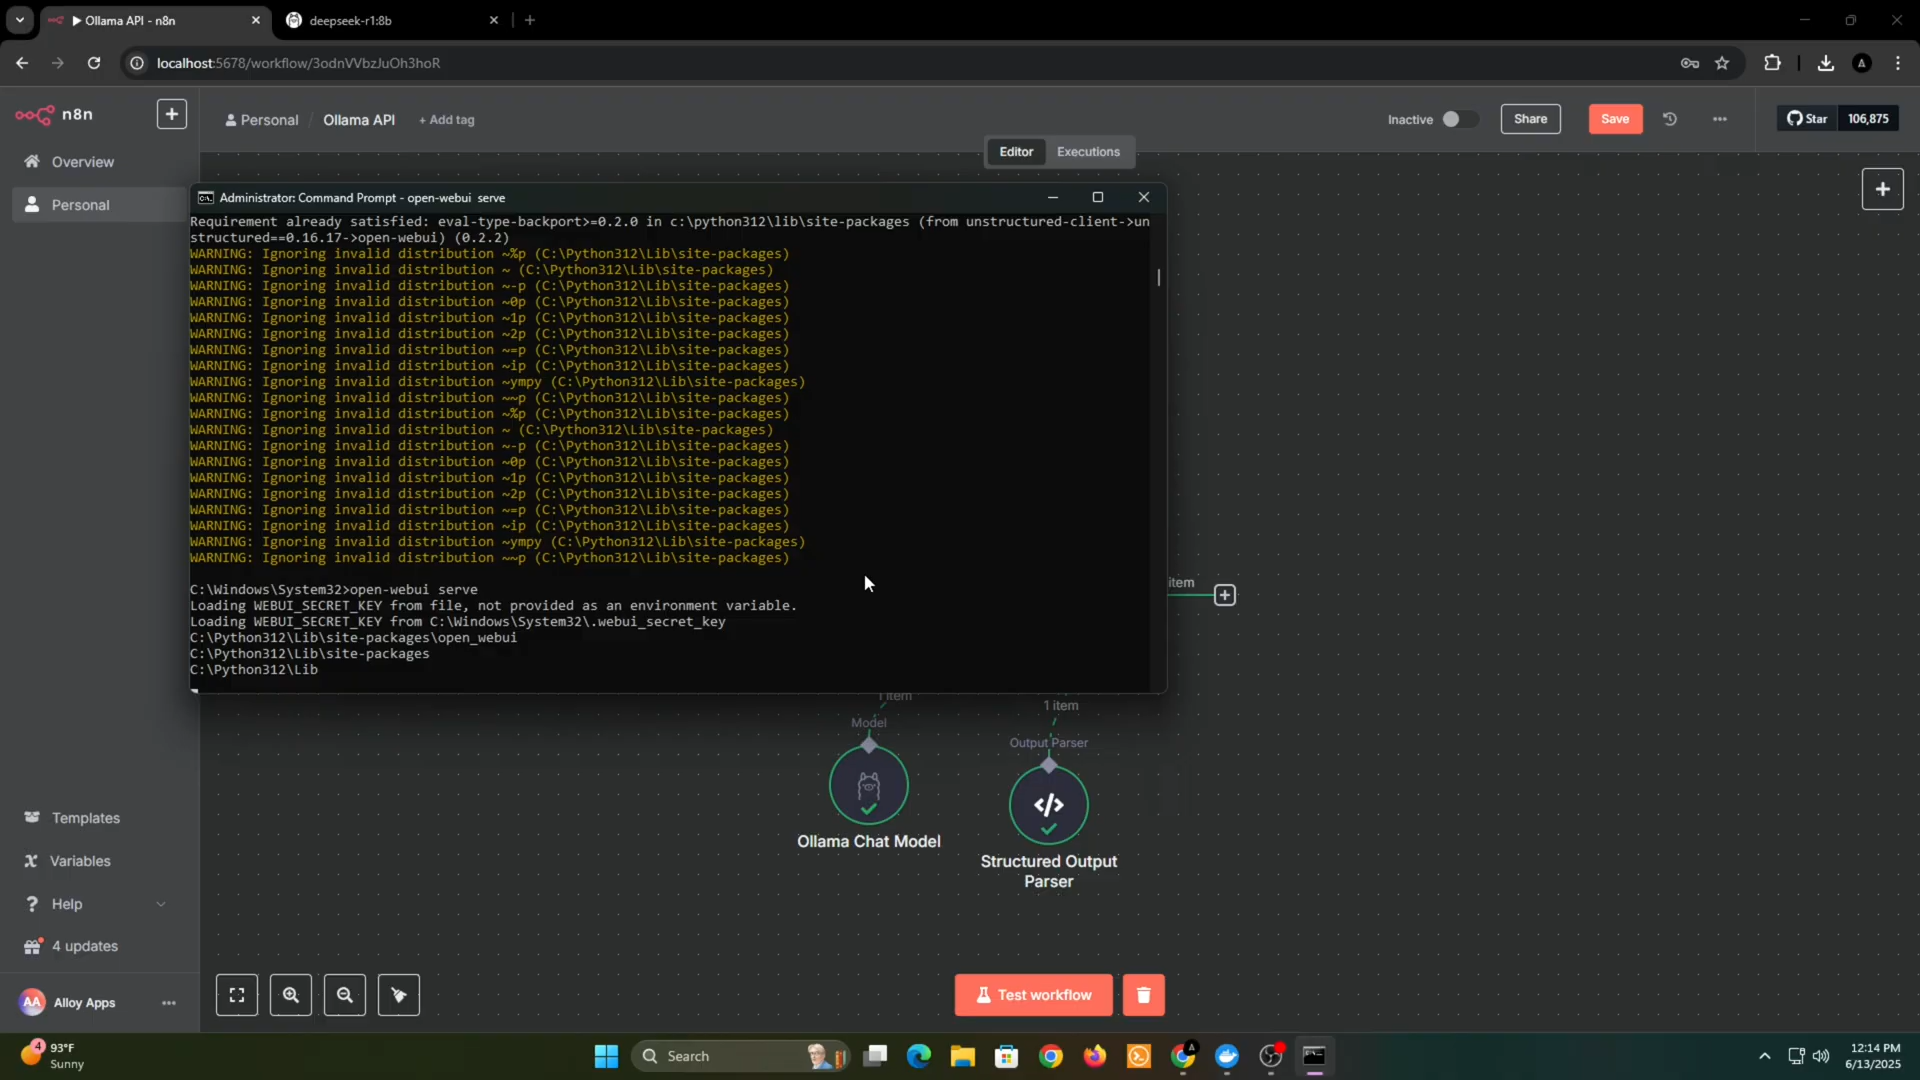 Ollama API - n8n
deepseek-r1:8b
localhost:5678/workflow/3odnVVbzJuOh3hoR
n8n
Personal / Ollama API + Add tag
Inactive
Share
Save
Star 106,875
Editor Executions
Overview
Personal
Administrator: Command Prompt - open-webui serve
Requirement already satisfied: eval-type-backport>=0.2.0 in c:\python312\lib\site-packages (from unstructured-client->un
structured==0.16.17->open-webui) (0.2.2)
WARNING: Ignoring invalid distribution ~%p (C:\Python312\Lib\site-packages)
WARNING: Ignoring invalid distribution ~ (C:\Python312\Lib\site-packages)
WARNING: Ignoring invalid distribution ~-p (C:\Python312\Lib\site-packages)
WARNING: Ignoring invalid distribution ~0p (C:\Python312\Lib\site-packages)
WARNING: Ignoring invalid distribution ~1p (C:\Python312\Lib\site-packages)
WARNING: Ignoring invalid distribution ~2p (C:\Python312\Lib\site-packages)
WARNING: Ignoring invalid distribution ~=p (C:\Python312\Lib\site-packages)
WARNING: Ignoring invalid distribution ~ip (C:\Python312\Lib\site-packages)
WARNING: Ignoring invalid distribution ~ympy (C:\Python312\Lib\site-packages)
WARNING: Ignoring invalid distribution ~~p (C:\Python312\Lib\site-packages)
WARNING: Ignoring invalid distribution ~%p (C:\Python312\Lib\site-packages)
WARNING: Ignoring invalid distribution ~ (C:\Python312\Lib\site-packages)
WARNING: Ignoring invalid distribution ~-p (C:\Python312\Lib\site-packages)
WARNING: Ignoring invalid distribution ~0p (C:\Python312\Lib\site-packages)
WARNING: Ignoring invalid distribution ~1p (C:\Python312\Lib\site-packages)
WARNING: Ignoring invalid distribution ~2p (C:\Python312\Lib\site-packages)
WARNING: Ignoring invalid distribution ~=p (C:\Python312\Lib\site-packages)
WARNING: Ignoring invalid distribution ~ip (C:\Python312\Lib\site-packages)
WARNING: Ignoring invalid distribution ~ympy (C:\Python312\Lib\site-packages)
WARNING: Ignoring invalid distribution ~~p (C:\Python312\Lib\site-packages)
C:\Windows\System32>open-webui serve
Loading WEBUI_SECRET_KEY from file, not provided as an environment variable.
Loading WEBUI_SECRET_KEY from C:\Windows\System32\.webui_secret_key
C:\Python312\Lib\site-packages\open_webui
C:\Python312\Lib\site-packages
C:\Python312\Lib
item
1 item
1 item
Model
Output Parser
Ollama Chat Model
Structured Output
Parser
Templates
Variables
Help
4 updates
AA Alloy Apps
Test workflow
4
93°F
Sunny
Search
A
12:14 PM
6/13/2025